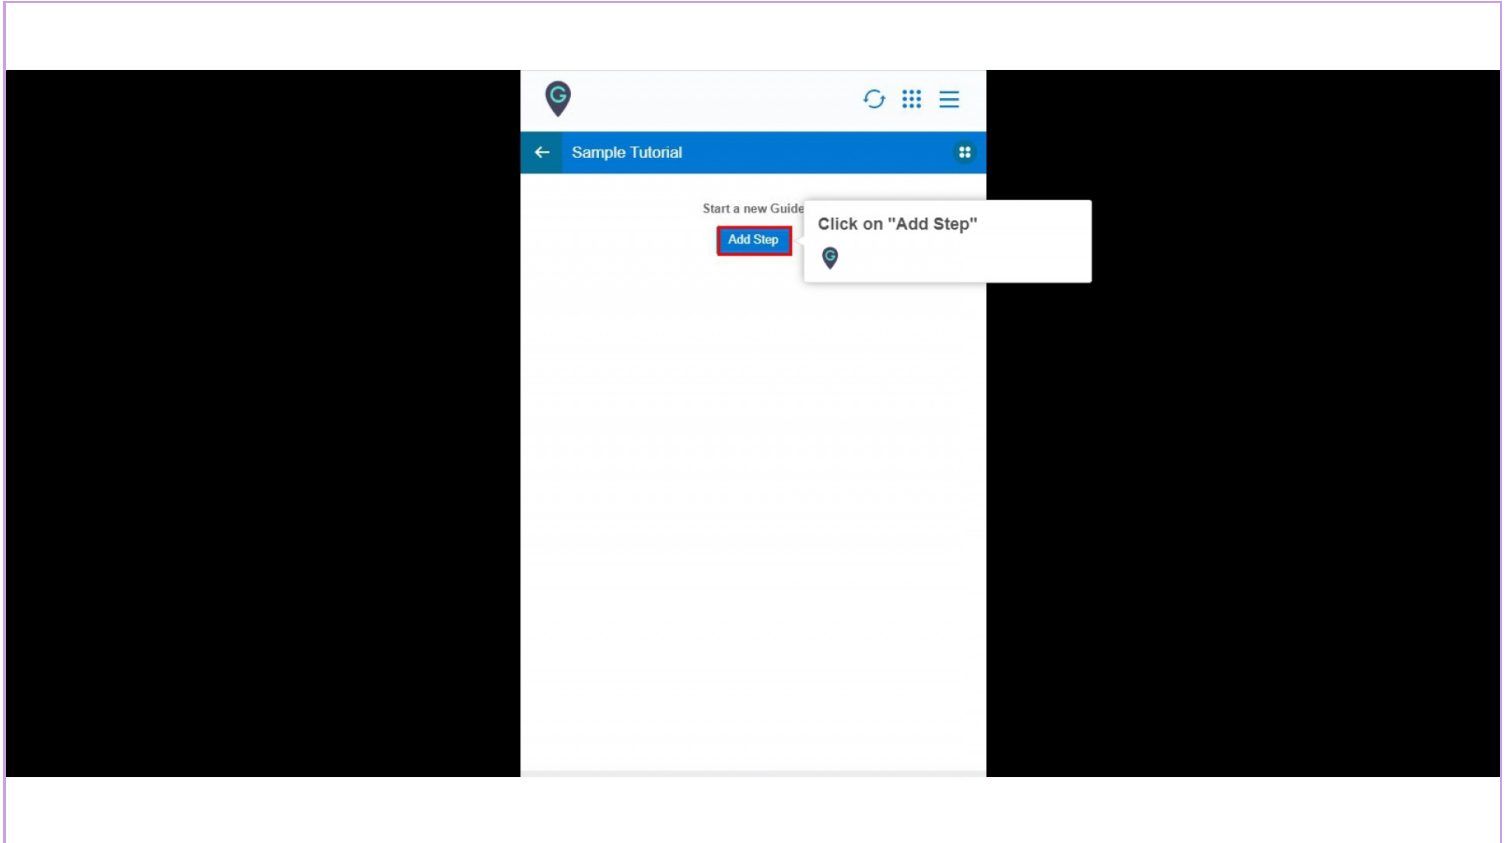 G
Sample Tutorial
Start a new Guide
Add Step
Click on "Add Step"
G